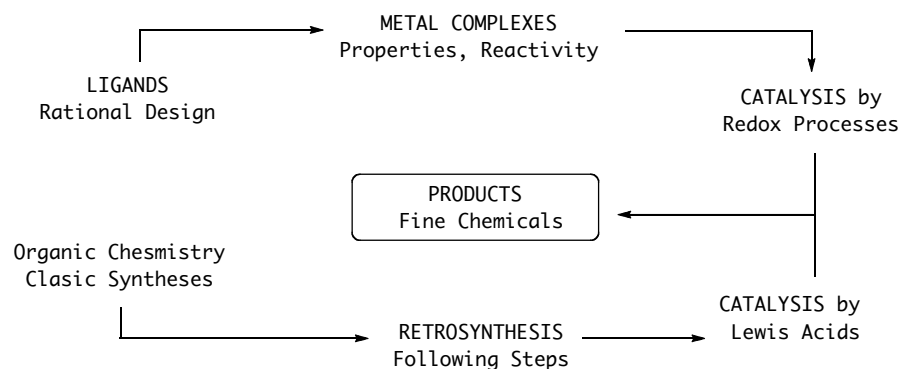 METAL COMPLEXES
Properties, Reactivity
LIGANDS
Rational Design
CATALYSIS by
Redox Processes
PRODUCTS
Fine Chemicals
Organic Chesmistry
Clasic Syntheses
CATALYSIS by
Lewis Acids
RETROSYNTHESIS
Following Steps